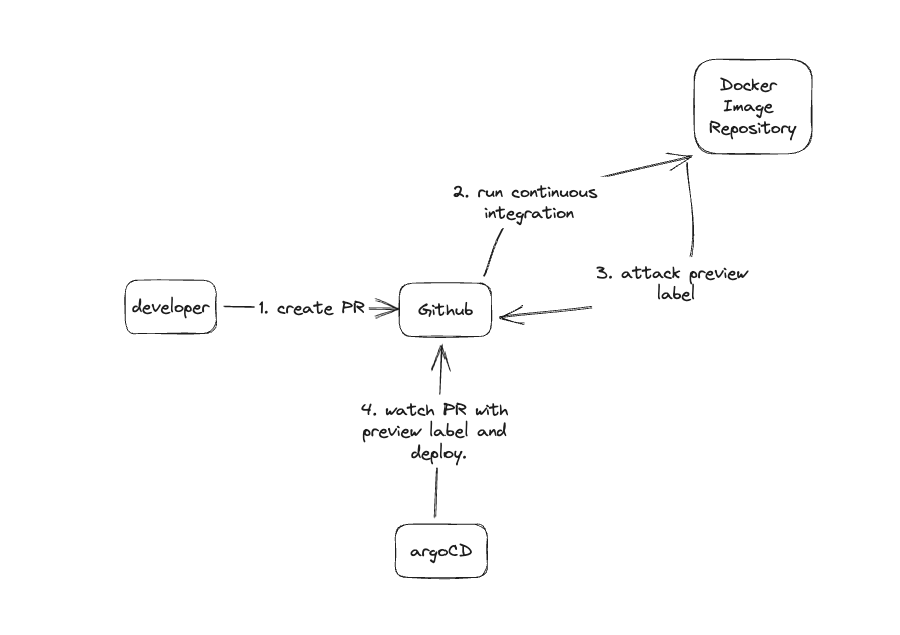 Docker
Image
Repository
2. run continuous
integration
3. attack preview
label
developer
1. create PR
Github
4. watch PR with
preview label and
deploy.
argoCD